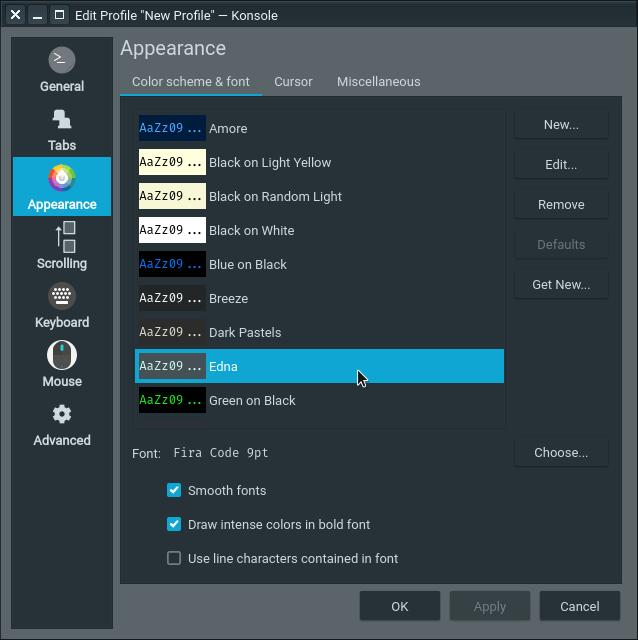 Edit Profile "New Profile" — Konsole
General
Tabs
Appearance
Scrolling
Keyboard
Mouse
Advanced
Appearance
Color scheme & font
Cursor
Miscellaneous
AaZz09 ... Amore
AaZz09 ... Black on Light Yellow
AaZz09 ... Black on Random Light
AaZz09 ... Black on White
AaZz09 ... Blue on Black
AaZz09 ... Breeze
AaZz09 ... Dark Pastels
AaZz09 ... Edna
AaZz09 ... Green on Black
New...
Edit...
Remove
Defaults
Get New...
Font: Fira Code 9pt
Choose...
Smooth fonts
Draw intense colors in bold font
Use line characters contained in font
OK
Apply
Cancel